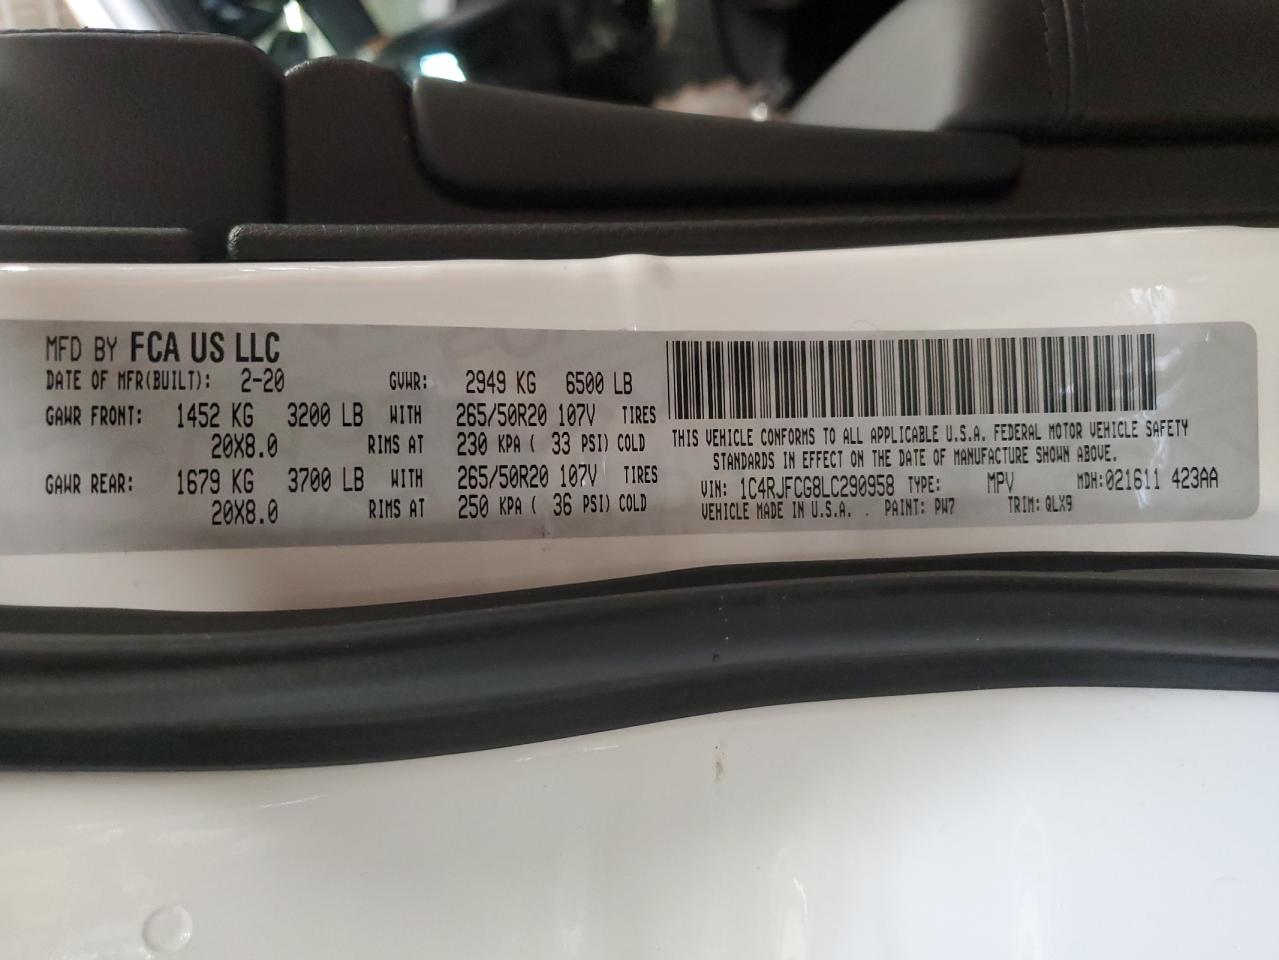 MFD BY FCA US LLC
DATE OF MFR(BUILT): 2-20 GVWR: 2949 KG 6500 LB
GAWR FRONT: 1452 KG 3200 LB WITH 265/50R20 107V TIRES
20X8.0 RIMS AT 230 KPA ( 33 PSI) COLD
GAWR REAR: 1679 KG 3700 LB WITH 265/50R20 107V TIRES
20X8.0 RIMS AT 250 KPA ( 36 PSI) COLD
THIS VEHICLE CONFORMS TO ALL APPLICABLE U.S.A. FEDERAL MOTOR VEHICLE SAFETY
STANDARDS IN EFFECT ON THE DATE OF MANUFACTURE SHOWN ABOVE.
VIN: 1C4RJFCG8LC290958 TYPE: MPV MDH:021611 423AA
VEHICLE MADE IN U.S.A. PAINT: PW7 TRIM: QLX9